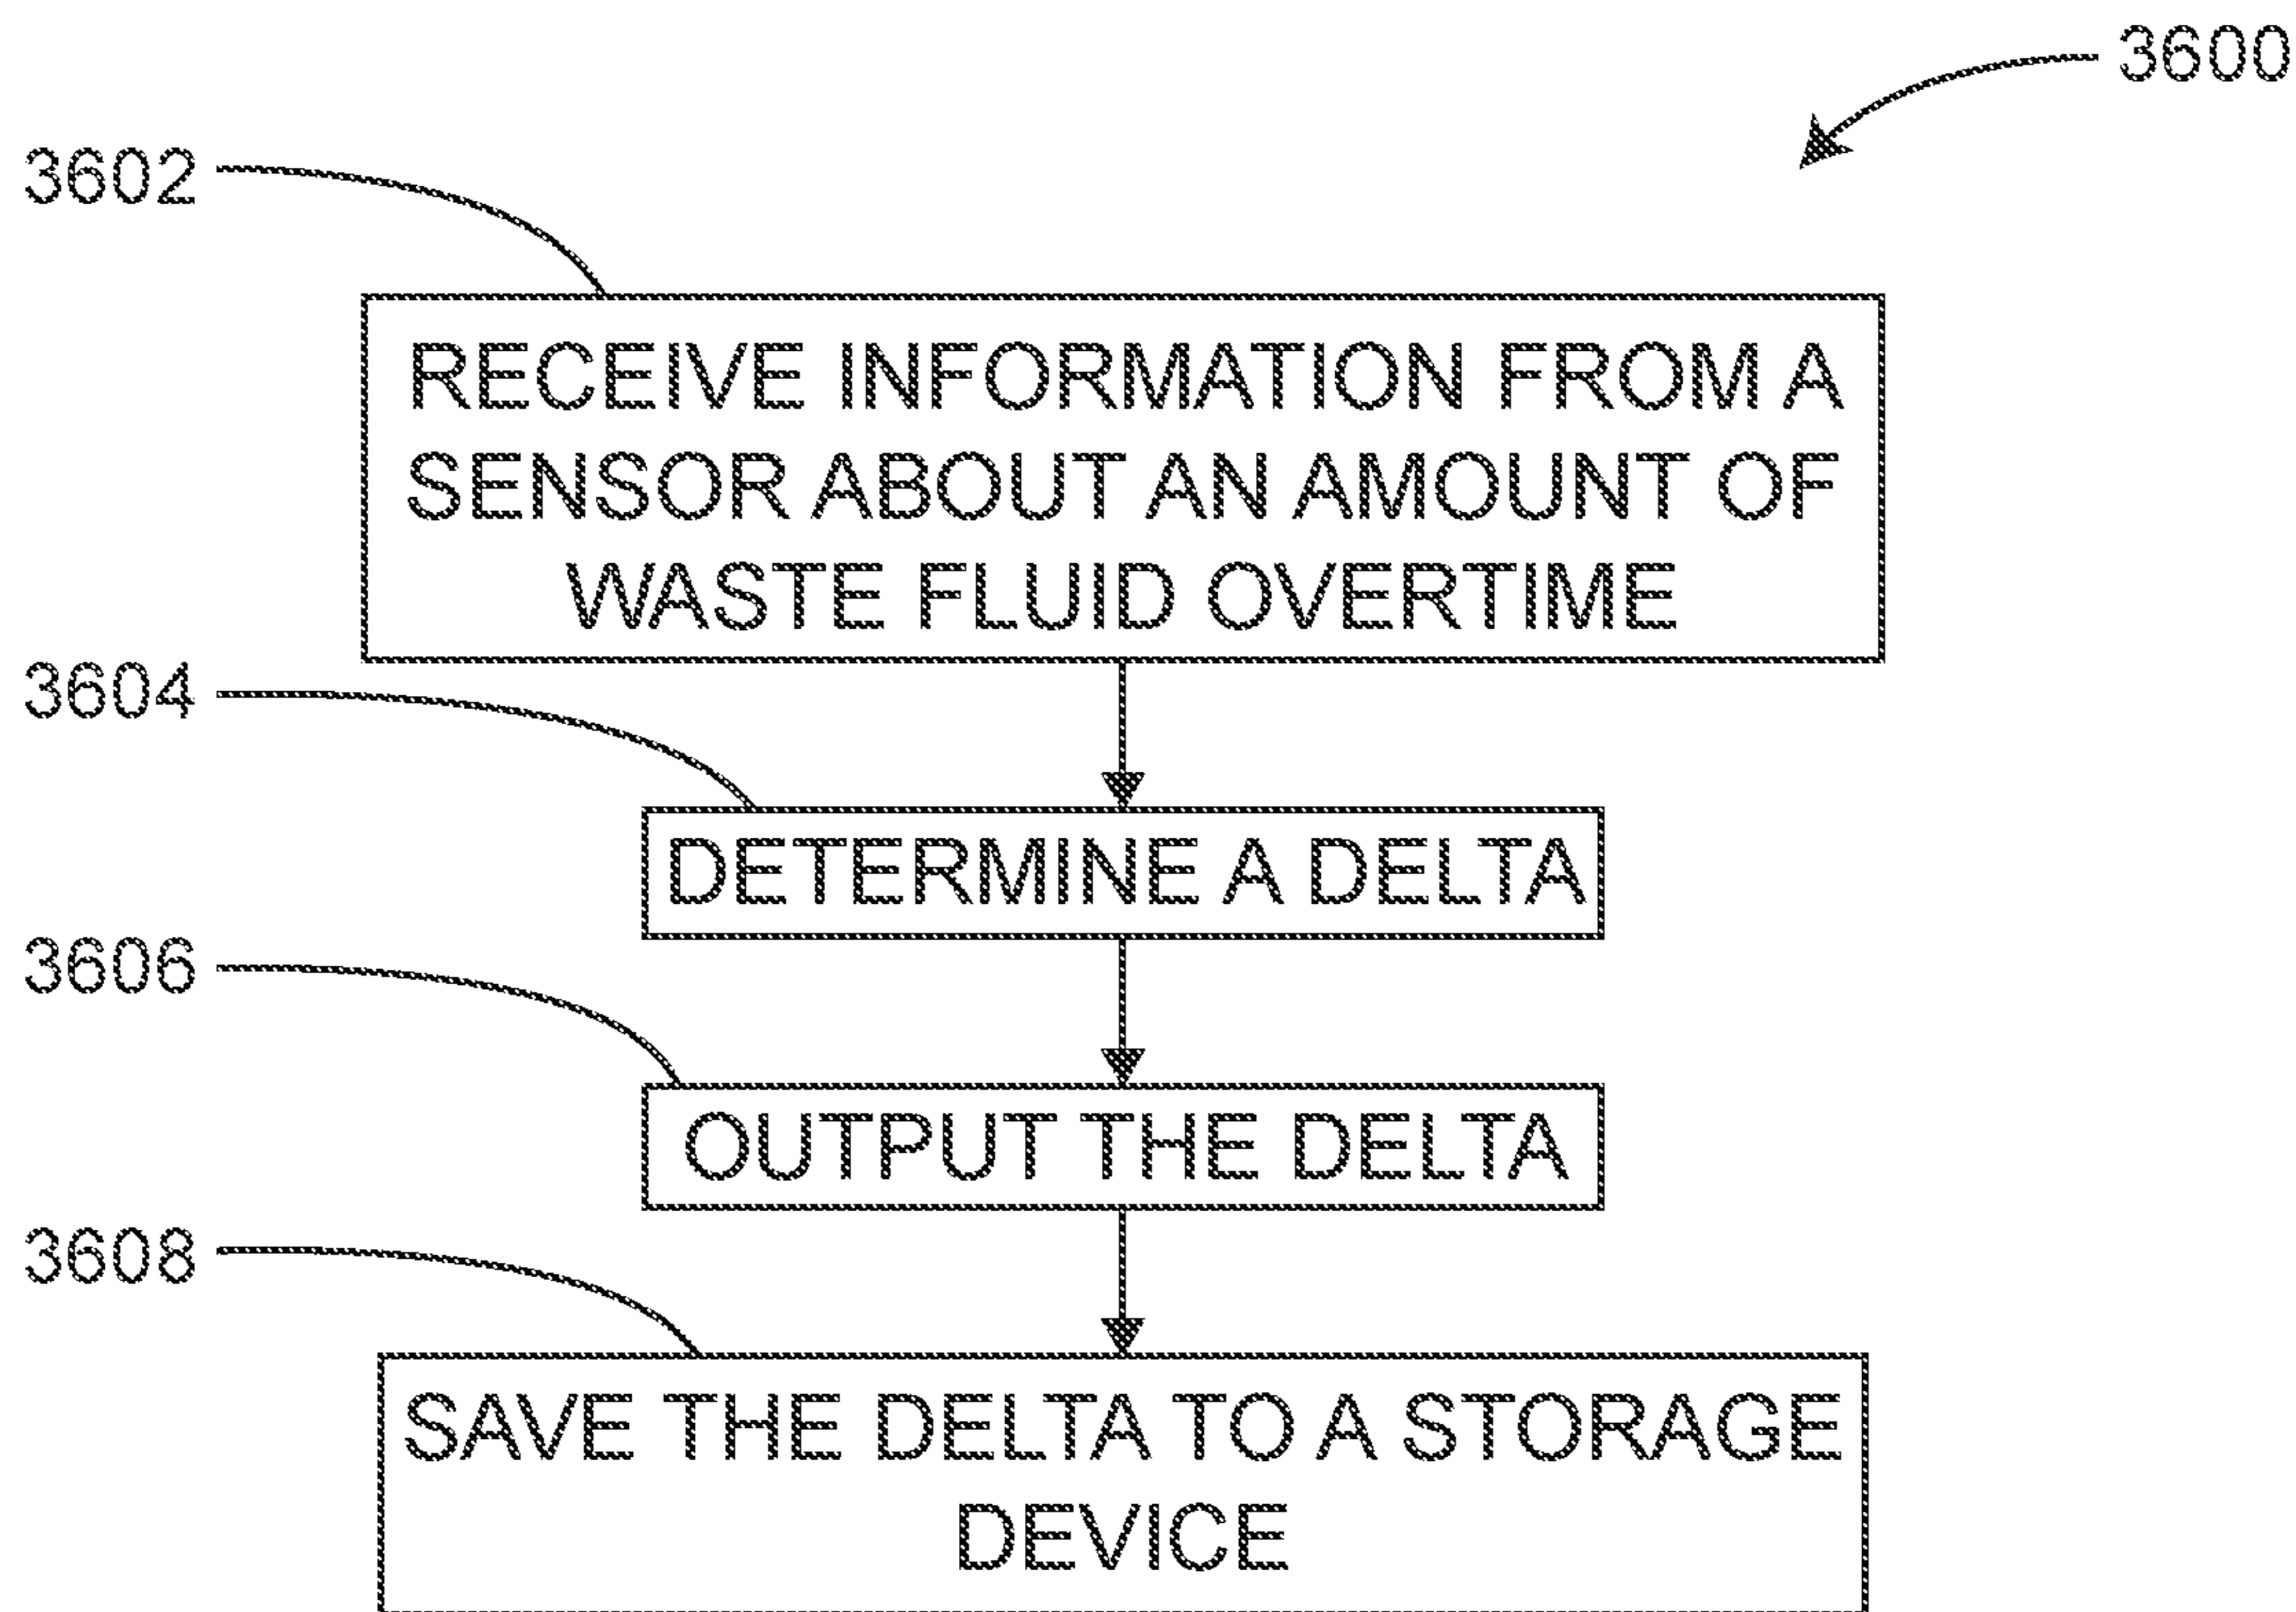 3600
3602
RECEIVE INFORMATION FROM A
SENSOR ABOUT AN AMOUNT OF
WASTE FLUID OVERTIME
3604
DETERMINE A DELTA
3606
OUTPUT THE DELTA
3608
SAVE THE DELTA TO A STORAGE
DEVICE